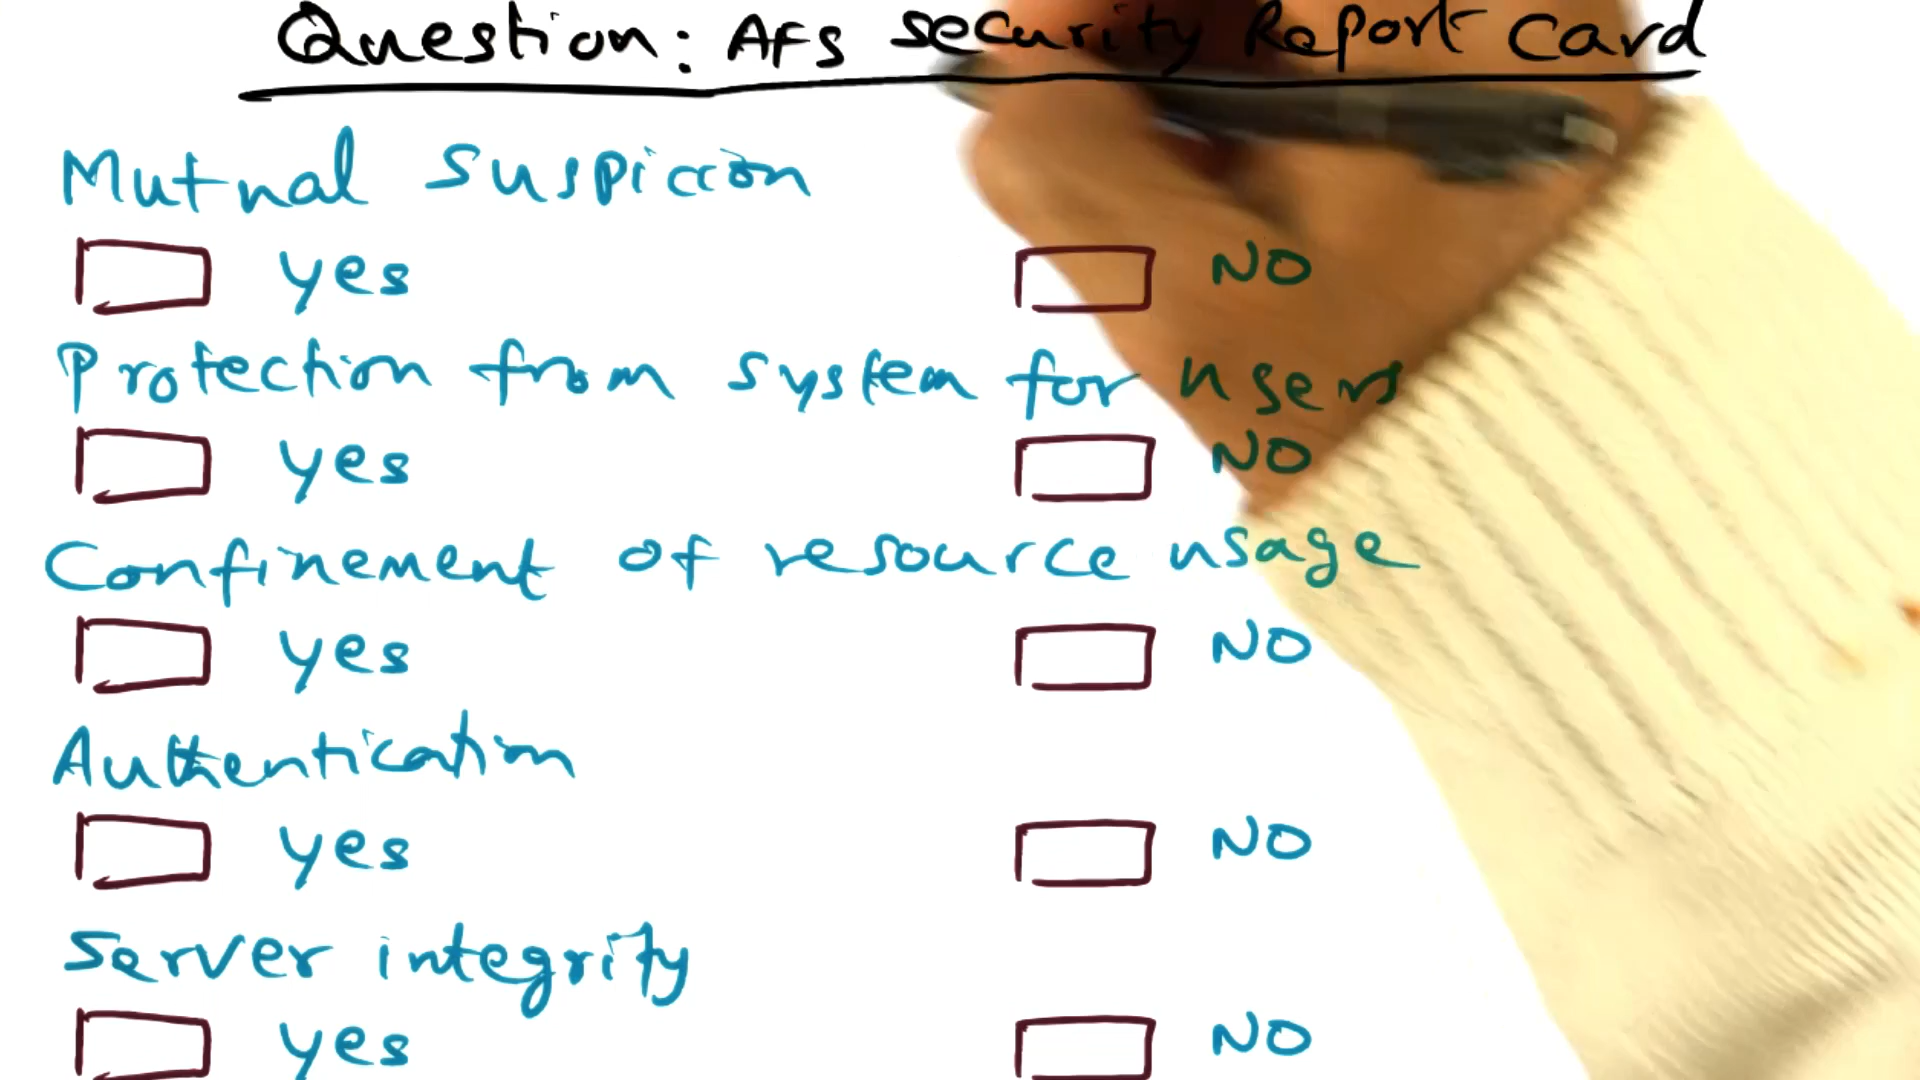 Question: AFS Security Report Card
Mutual Suspicion
yes NO
Protection from system for users
yes NO
Confinement of resource usage
yes NO
Authentication
yes NO
Server integrity
yes NO